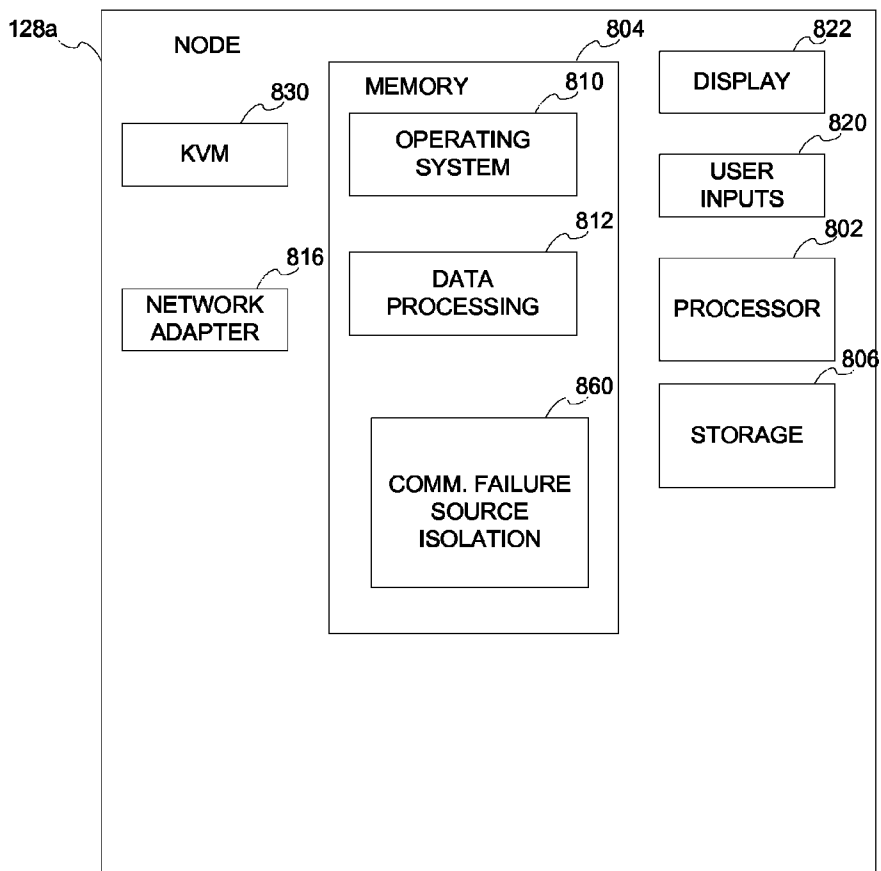 128a
NODE
804
822
MEMORY
DISPLAY
830
810
KVM
OPERATING
SYSTEM
820
USER
INPUTS
816
812
802
NETWORK
ADAPTER
DATA
PROCESSING
PROCESSOR
860
806
COMM. FAILURE
SOURCE
ISOLATION
STORAGE